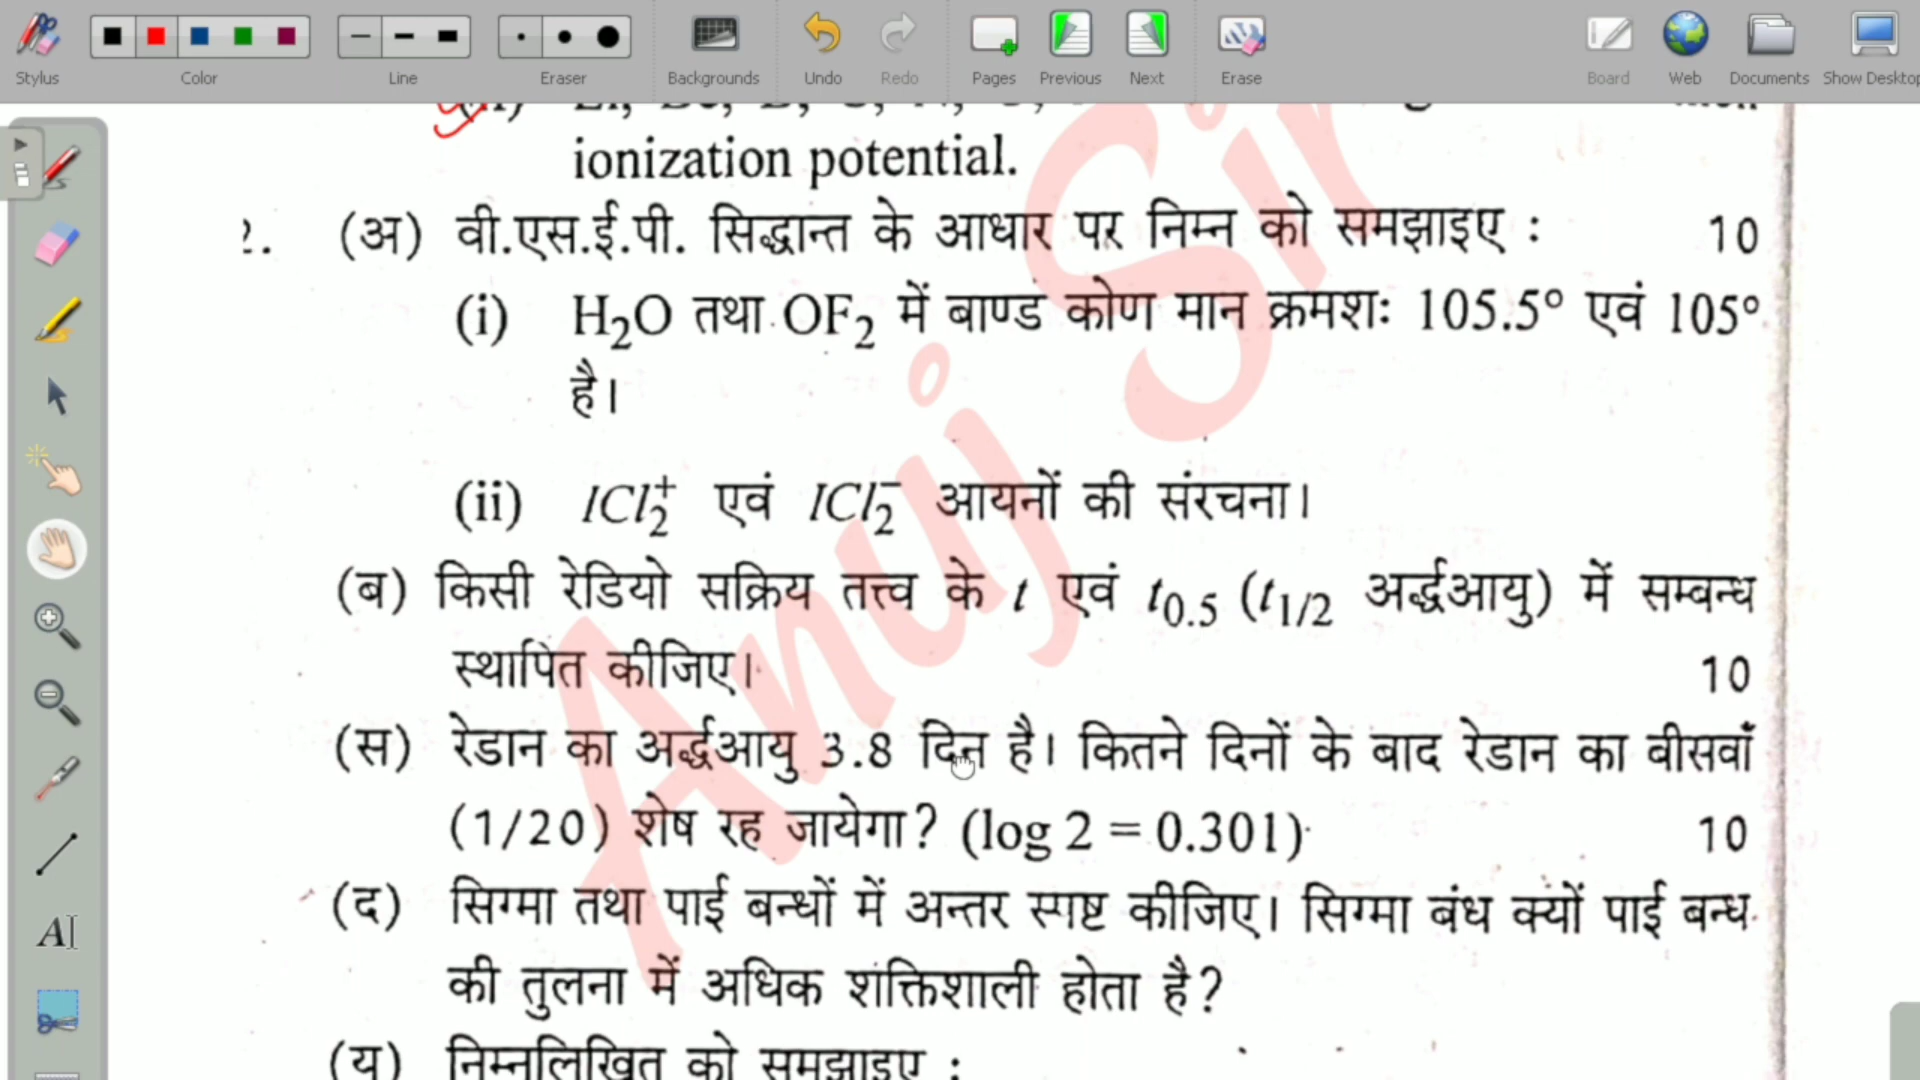 Stylus Color Line Eraser Backgrounds Undo Redo Pages Previous Next Erase Board Web Documents Show Desktop
ionization potential.
2. (अ) वी.एस.ई.पी. सिद्धान्त के आधार पर निम्न को समझाइए : 10
(i) H₂O तथा OF₂ में बाण्ड कोण मान क्रमशः 105.5° एवं 105°
है।
(ii) ICl₂⁺ एवं ICl₂⁻ आयनों की संरचना।
(ब) किसी रेडियो सक्रिय तत्त्व के t एवं t₀.₅ (t₁/₂ अर्द्धआयु) में सम्बन्ध
स्थापित कीजिए। 10
(स) रेडान का अर्द्धआयु 3.8 दिन है। कितने दिनों के बाद रेडान का बीसवाँ
(1/20) शेष रह जायेगा? (log 2 = 0.301) 10
(द) सिग्मा तथा पाई बन्धों में अन्तर स्पष्ट कीजिए। सिग्मा बंध क्यों पाई बन्ध
की तुलना में अधिक शक्तिशाली होता है?
(य) निम्नलिखित को समझाइए :
Anuj Sir